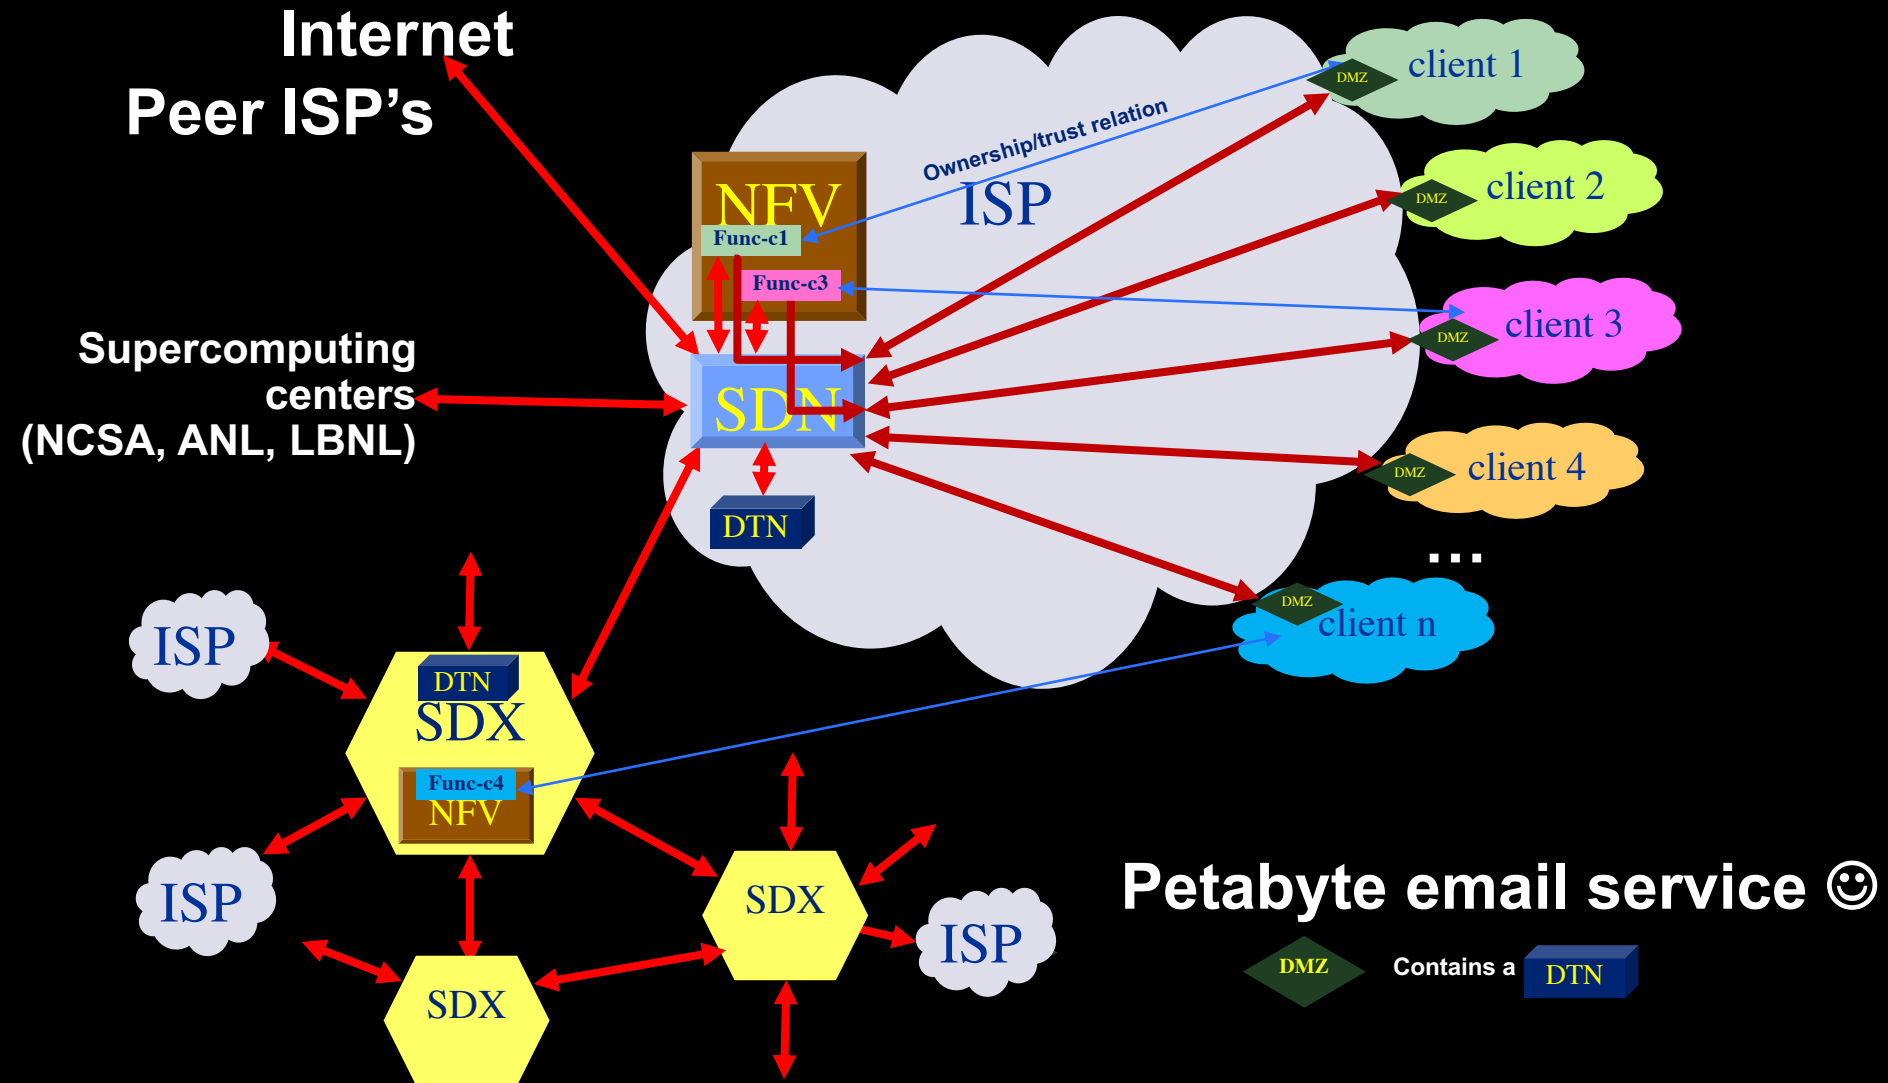 Internet
Peer ISP’s
Supercomputing
centers
(NCSA, ANL, LBNL)
NFV
Func-c1
Func-c3
SDN
DTN
Ownership/trust relation
ISP
DMZ
client 1
DMZ
client 2
DMZ
client 3
DMZ
client 4
...
DMZ
client n
ISP
DTN
SDX
Func-c4
NFV
ISP
SDX
SDX
ISP
Petabyte email service ☺
DMZ
Contains a
DTN